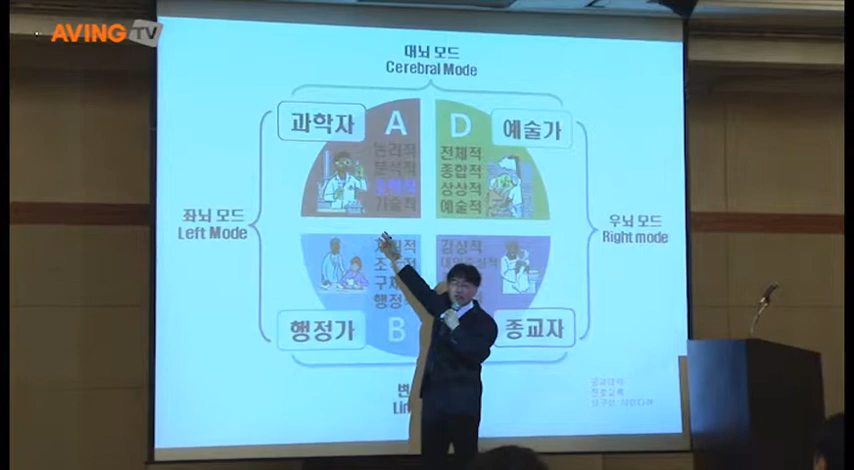 AVING TV
대뇌 모드
Cerebral Mode
과학자
A
D
예술가
논리적
분석적
기술적
전체적
종합적
상상적
예술적
좌뇌 모드
Left Mode
우뇌 모드
Right mode
감성적
행정
행정가
B
종교자